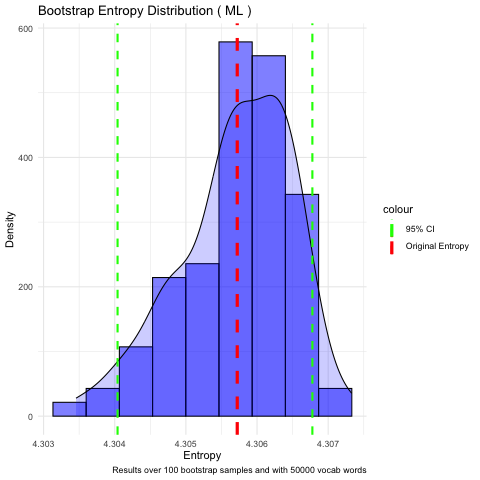 Bootstrap Entropy Distribution ( ML )
600
400
200
0
Density
4.303 4.304 4.305 4.306 4.307
Entropy
Results over 100 bootstrap samples and with 50000 vocab words
colour
95% CI
Original Entropy